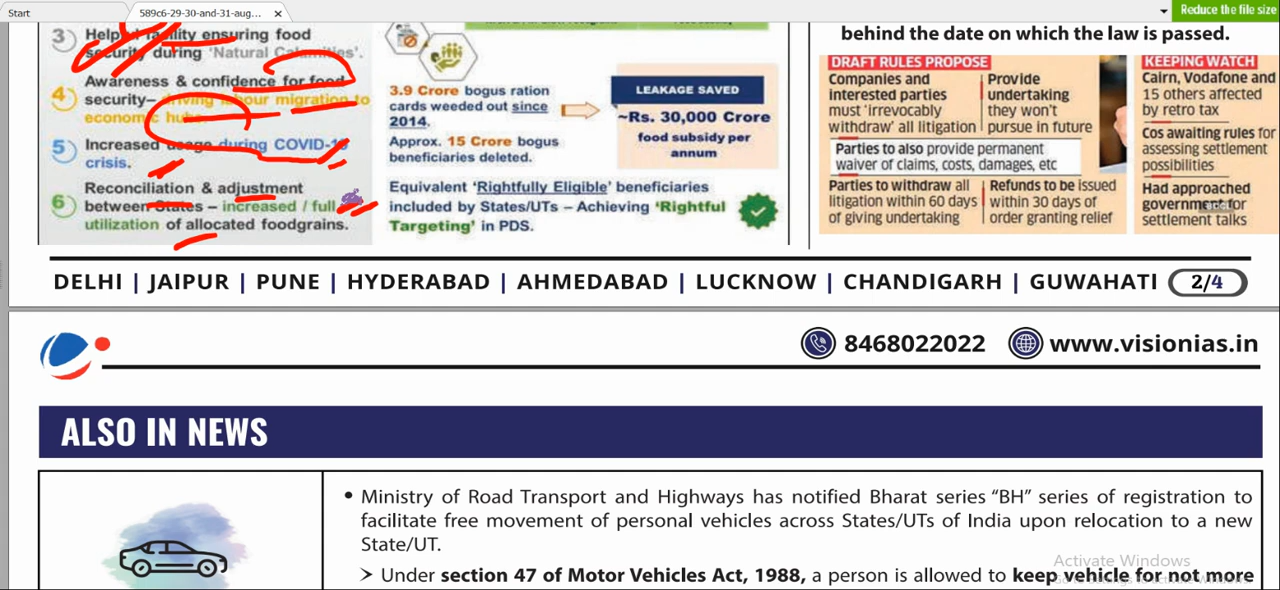 Start
589c6-29-30-and-31-aug...
Reduce the file size
3 Helped facility ensuring food
security during 'Natural Calamities'.
4 Awareness & confidence for food
security– driving labour migration to
economic hubs.
5 Increased usage during COVID-19
crisis.
6 Reconciliation & adjustment
between States – increased / full
utilization of allocated foodgrains.
3.9 Crore bogus ration
cards weeded out since
2014.
Approx. 15 Crore bogus
beneficiaries deleted.
LEAKAGE SAVED
~Rs. 30,000 Crore
food subsidy per
annum
Equivalent 'Rightfully Eligible' beneficiaries
included by States/UTs – Achieving 'Rightful
Targeting' in PDS.
behind the date on which the law is passed.
DRAFT RULES PROPOSE
Companies and
interested parties
must 'irrevocably
withdraw' all litigation
Provide
undertaking
they won't
pursue in future
Parties to also provide permanent
waiver of claims, costs, damages, etc
Parties to withdraw all
litigation within 60 days
of giving undertaking
Refunds to be issued
within 30 days of
order granting relief
KEEPING WATCH
Cairn, Vodafone and
15 others affected
by retro tax
Cos awaiting rules for
assessing settlement
possibilities
Had approached
government for
settlement talks
DELHI | JAIPUR | PUNE | HYDERABAD | AHMEDABAD | LUCKNOW | CHANDIGARH | GUWAHATI 2/4
8468022022 www.visionias.in
ALSO IN NEWS
• Ministry of Road Transport and Highways has notified Bharat series “BH” series of registration to
facilitate free movement of personal vehicles across States/UTs of India upon relocation to a new
State/UT.
➤ Under section 47 of Motor Vehicles Act, 1988, a person is allowed to keep vehicle for not more
Activate Windows